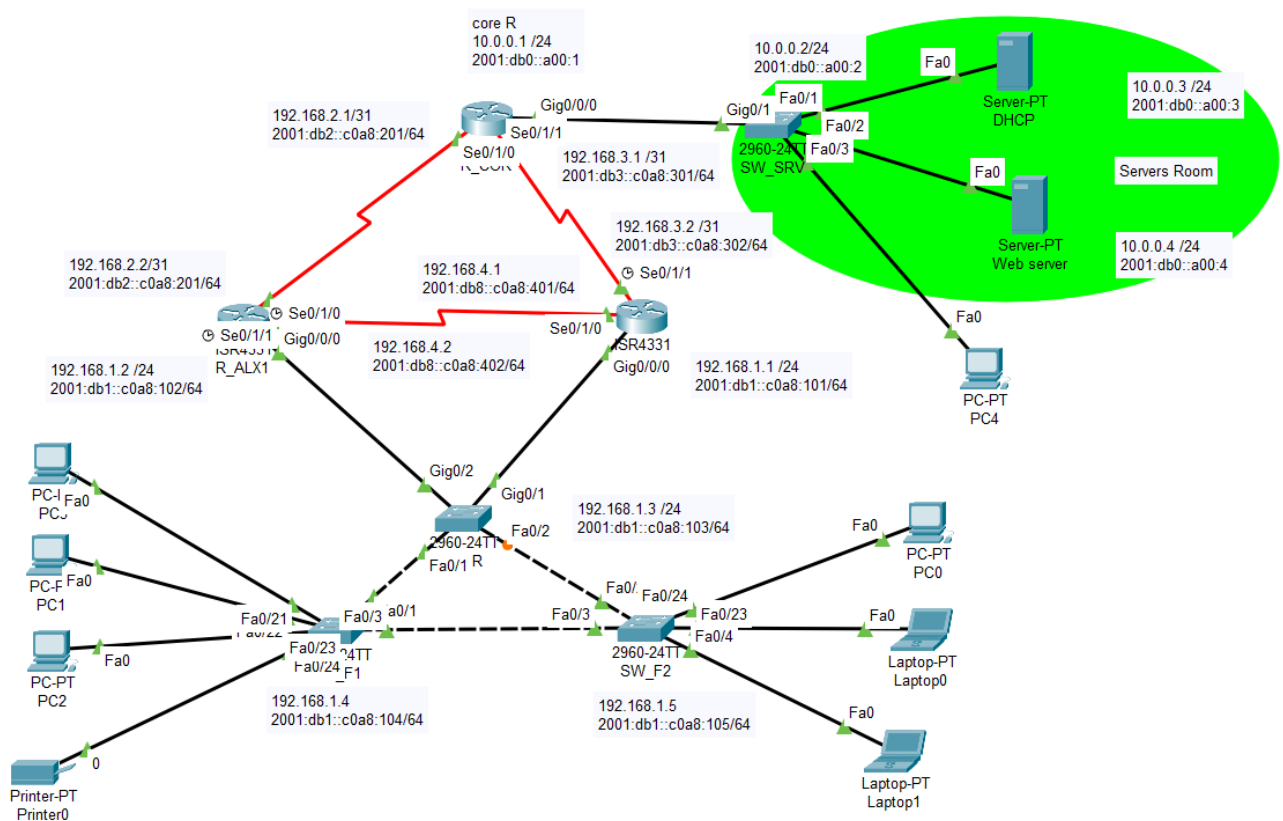 core R
10.0.0.1 /24
2001:db0::a00:1
10.0.0.2/24
2001:db0::a00:2
Fa0
Server-PT
DHCP
10.0.0.3 /24
2001:db0::a00:3
192.168.2.1/31
2001:db2::c0a8:201/64
Gig0/0/0
Se0/1/1
Se0/1/0
Gig0/1
Fa0/1
Fa0/2
Fa0/3
2960-24TT
SW_SRV
192.168.3.1 /31
2001:db3::c0a8:301/64
Fa0
Servers Room
Server-PT
Web server
10.0.0.4 /24
2001:db0::a00:4
192.168.3.2 /31
2001:db3::c0a8:302/64
192.168.2.2/31
2001:db2::c0a8:201/64
192.168.4.1
2001:db8::c0a8:401/64
Se0/1/1
Se0/1/0
Se0/1/1
Gig0/0/0
R_ALX1
Se0/1/0
ISR4331
Gig0/0/0
192.168.4.2
2001:db8::c0a8:402/64
192.168.1.2 /24
2001:db1::c0a8:102/64
192.168.1.1 /24
2001:db1::c0a8:101/64
Fa0
PC-PT
PC4
Gig0/2
Gig0/1
Fa0/2
2960-24TT
Fa0/1
192.168.1.3 /24
2001:db1::c0a8:103/64
Fa0
Fa0
PC1
Fa0
PC-PT
PC2
Fa0/21
Fa0/23
Fa0/24
Fa0/3
Fa0/3
Fa0/24
Fa0/23
Fa0/4
2960-24TT
SW_F2
Fa0
PC-PT
PC0
Fa0
Laptop-PT
Laptop0
192.168.1.4
2001:db1::c0a8:104/64
192.168.1.5
2001:db1::c0a8:105/64
Fa0
Laptop-PT
Laptop1
0
Printer-PT
Printer0